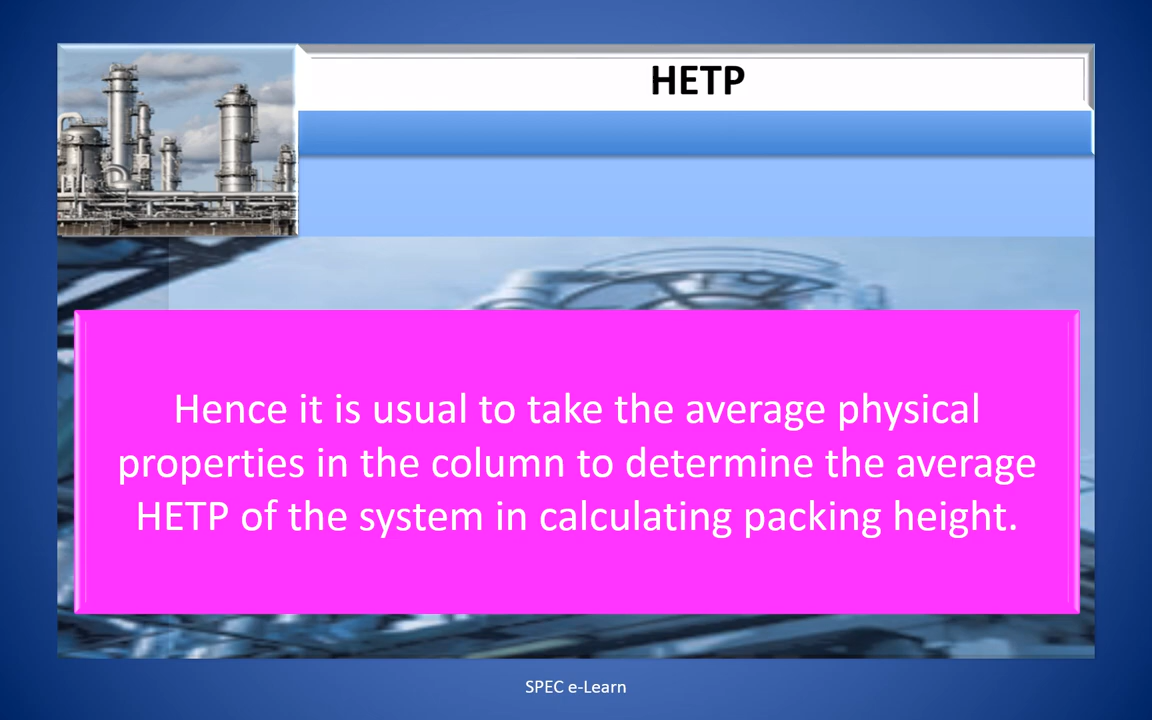 HETP
Hence it is usual to take the average physical
properties in the column to determine the average
HETP of the system in calculating packing height.
SPEC e-Learn